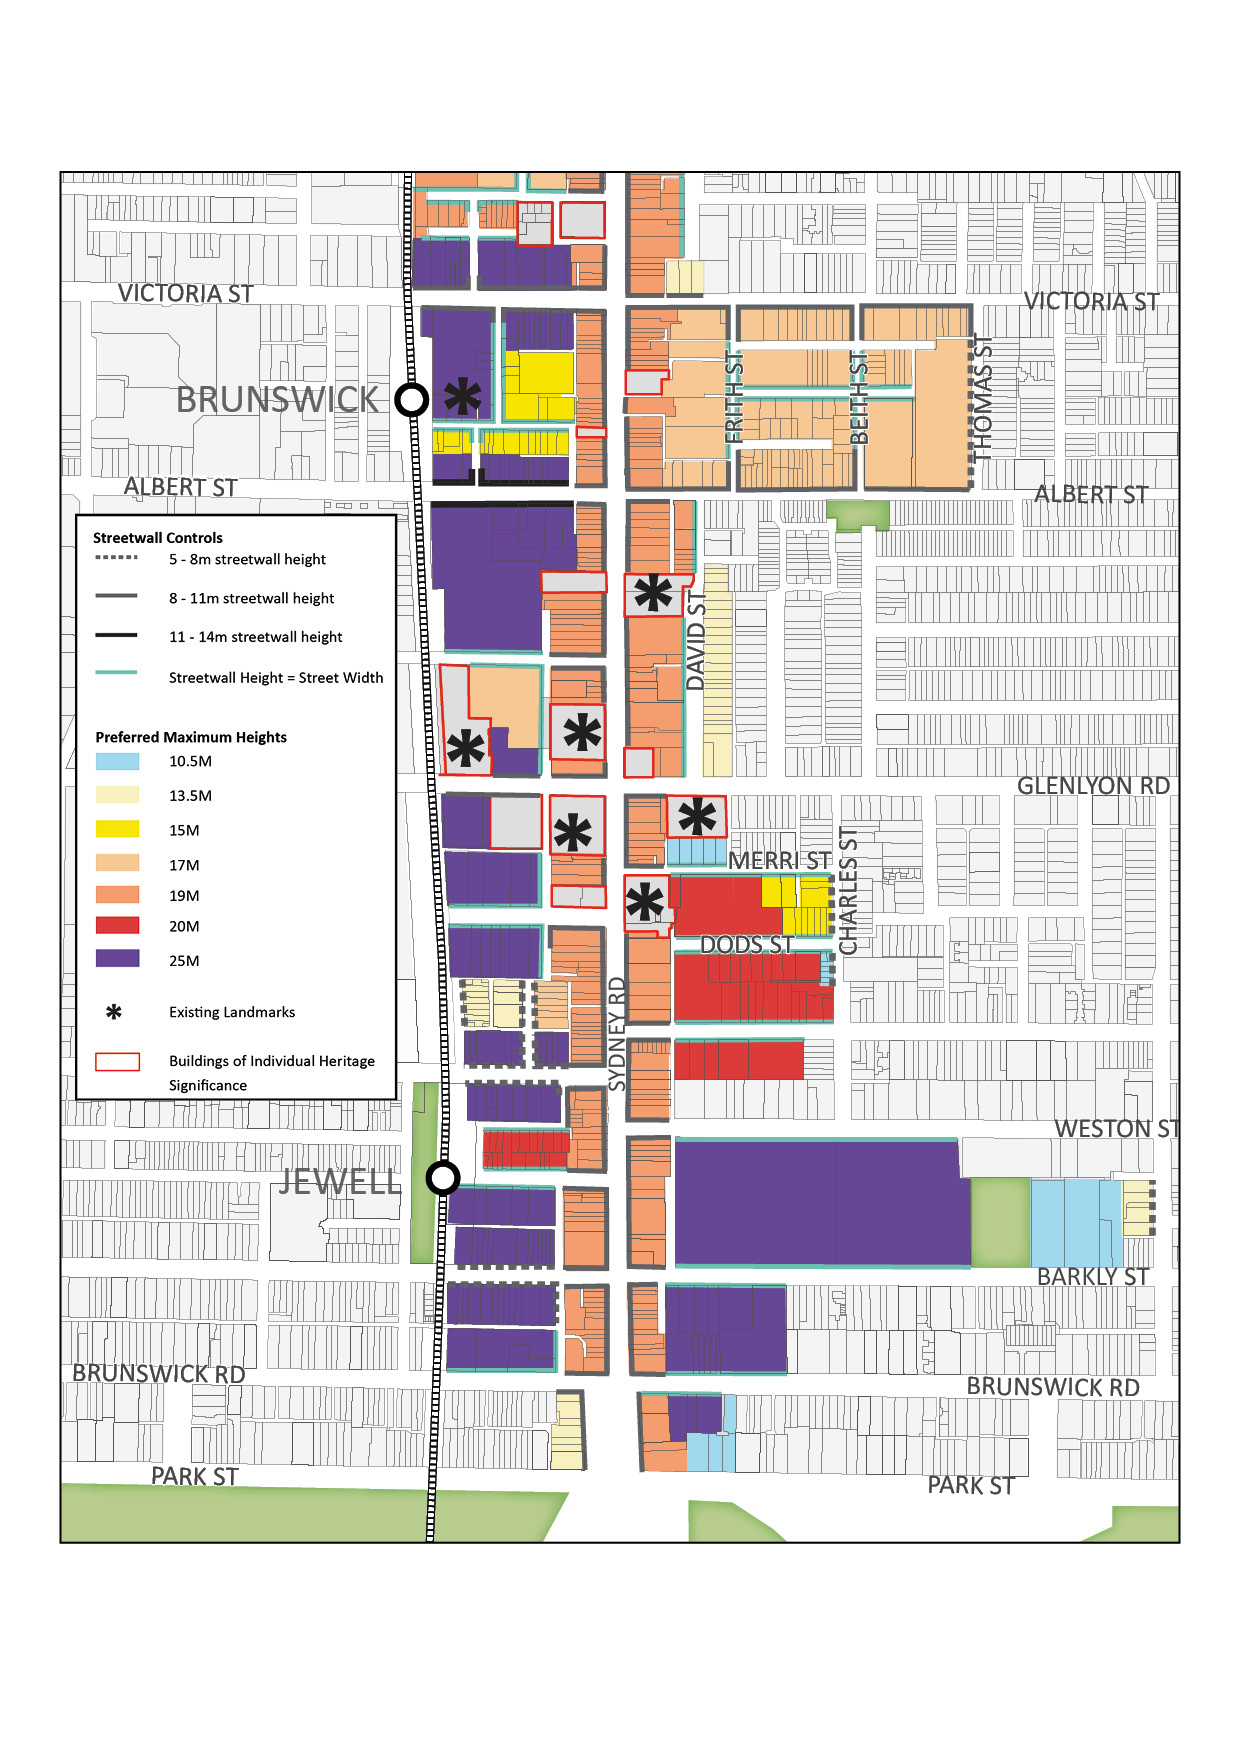 VICTORIA ST
VICTORIA ST
BRUNSWICK
FRITH ST
BEITH ST
THOMAS ST
ALBERT ST
ALBERT ST
Streetwall Controls
5 - 8m streetwall height
8 - 11m streetwall height
11 - 14m streetwall height
Streetwall Height = Street Width
Preferred Maximum Heights
10.5M
13.5M
15M
17M
19M
20M
25M
Existing Landmarks
Buildings of Individual Heritage
Significance
DAVID ST
GLENLYON RD
MERRI ST
CHARLES ST
DODS ST
SYDNEY RD
WESTON ST
JEWELL
BARKLY ST
BRUNSWICK RD
BRUNSWICK RD
PARK ST
PARK ST